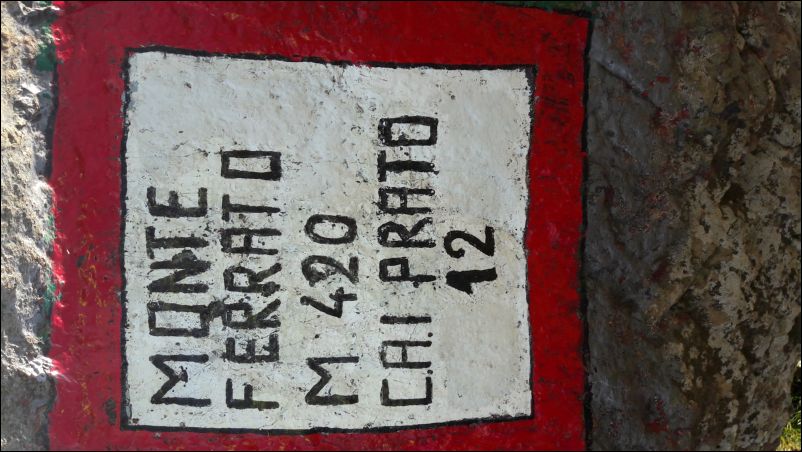 MONTE
FERRATO
M 420
C.A.I PRATO
12